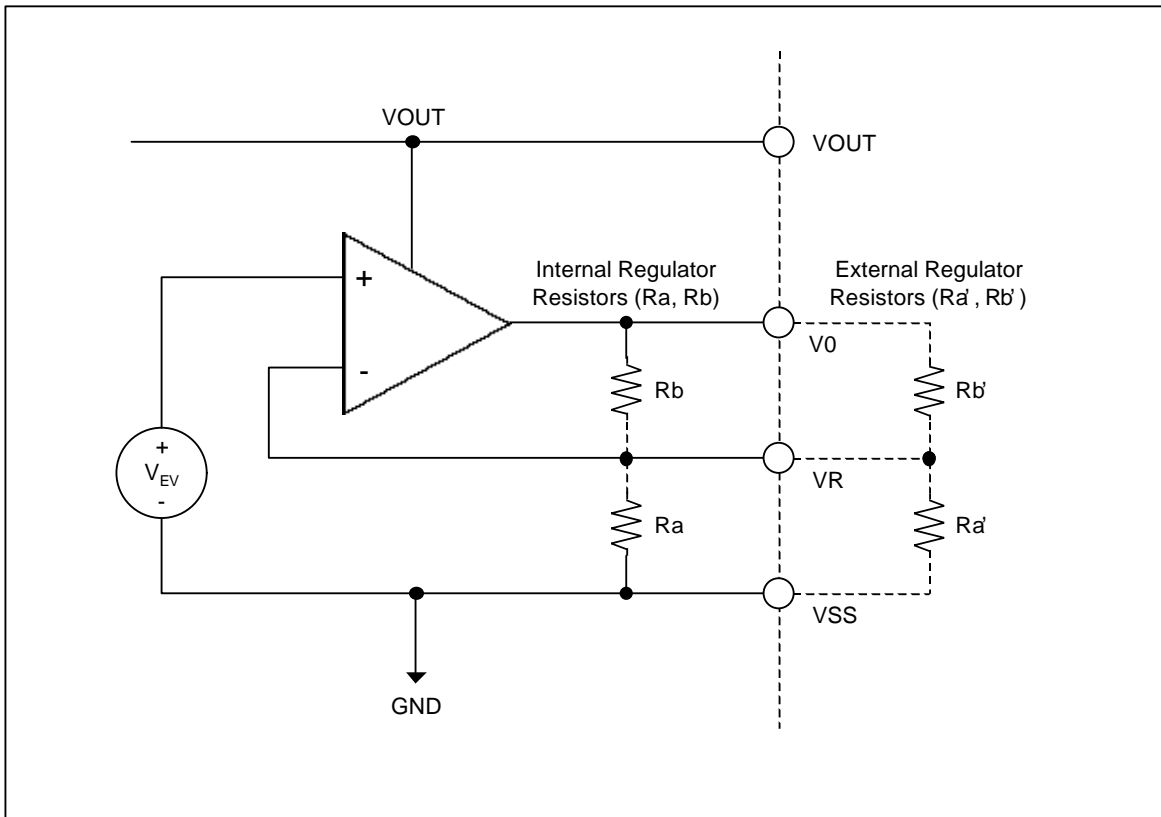 VOUT
VOUT
Internal Regulator
Resistors (Ra, Rb)
External Regulator
Resistors (Ra', Rb')
+
-
V0
Rb
Rb'
+
VEV
-
VR
Ra
Ra'
VSS
GND